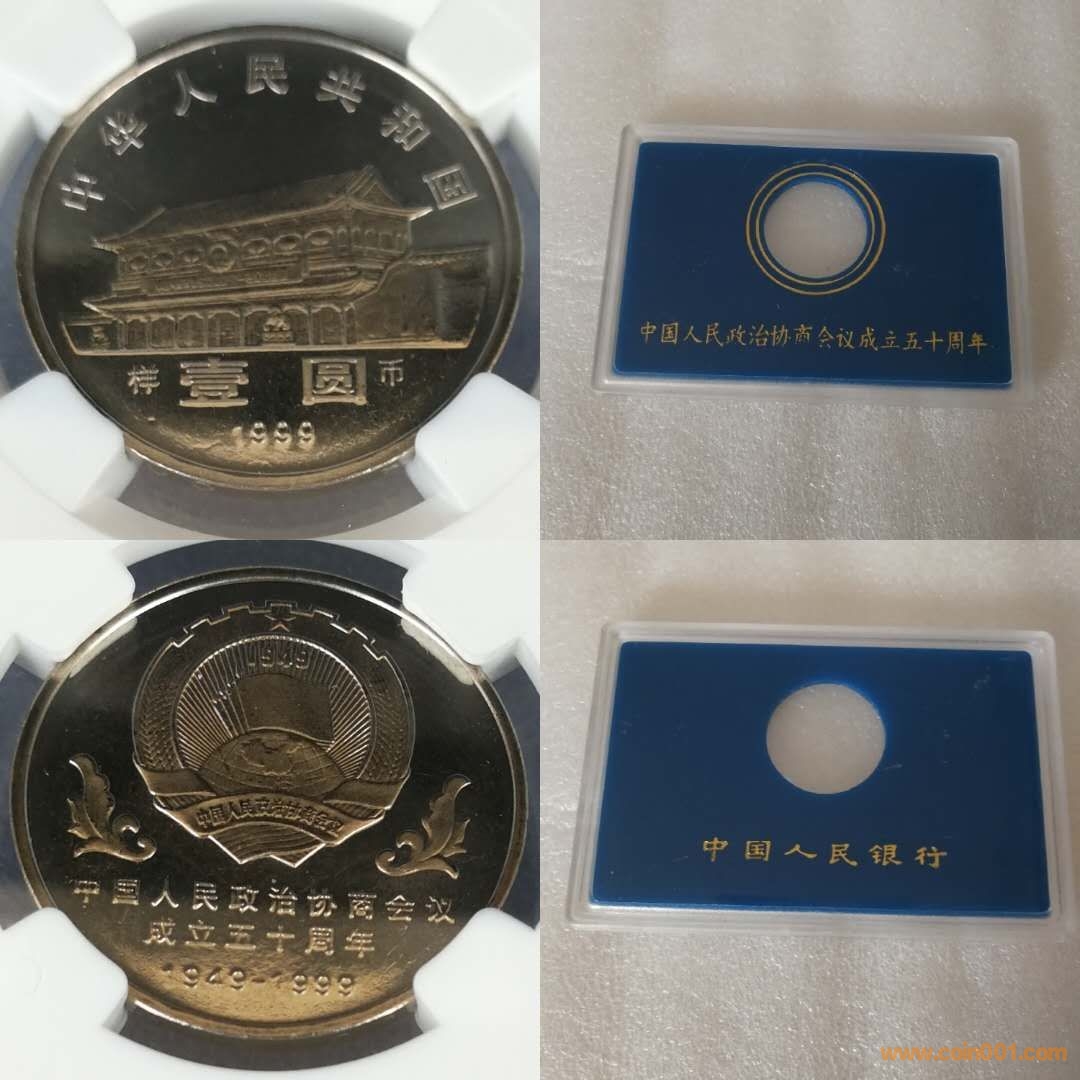 中华人民共和国
样 壹圆 币
1999
中国人民政治协商会议成立五十周年
1949
中国人民政治协商会议
中国人民政治协商会议
成立五十周年
1949-1999
中国人民银行
www.coin001.com